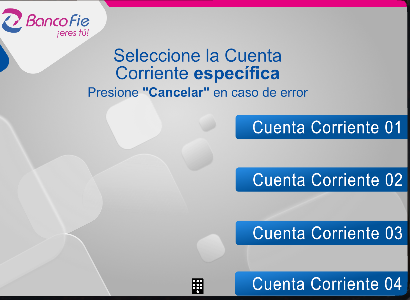 BancoFie
¡eres tú!
Seleccione la Cuenta
Corriente específica
Presione "Cancelar" en caso de error
Cuenta Corriente 01
Cuenta Corriente 02
Cuenta Corriente 03
Cuenta Corriente 04